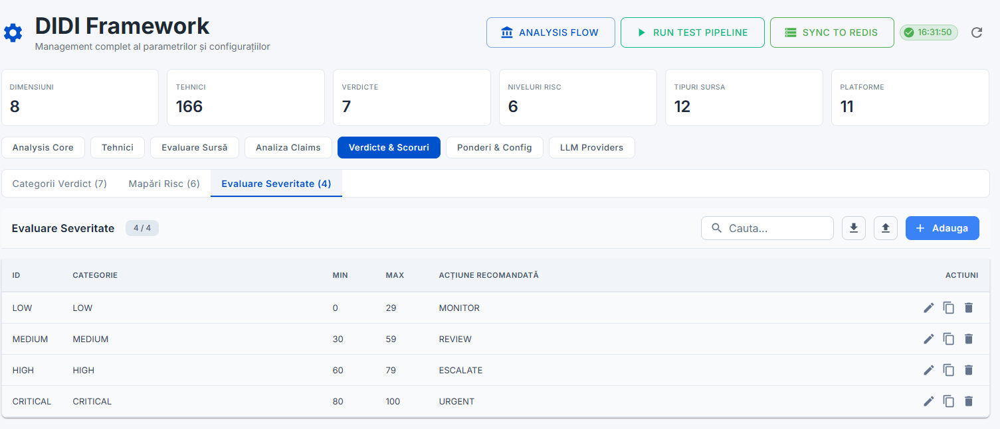 DIDI Framework
Management complet al parametrilor și configurațiilor
ANALYSIS FLOW
RUN TEST PIPELINE
SYNC TO REDIS
16:31:50
DIMENSIUNI
8
TEHNICI
166
VERDICTE
7
NIVELURI RISC
6
TIPURI SURSA
12
PLATFORME
11
Analysis Core
Tehnici
Evaluare Sursă
Analiza Claims
Verdicte & Scoruri
Ponderi & Config
LLM Providers
Categorii Verdict (7)
Mapări Risc (6)
Evaluare Severitate (4)
Evaluare Severitate
4 / 4
Cauta...
+ Adauga
ID CATEGORIE MIN MAX ACȚIUNE RECOMANDATĂ ACTIUNI
LOW LOW 0 29 MONITOR
MEDIUM MEDIUM 30 59 REVIEW
HIGH HIGH 60 79 ESCALATE
CRITICAL CRITICAL 80 100 URGENT